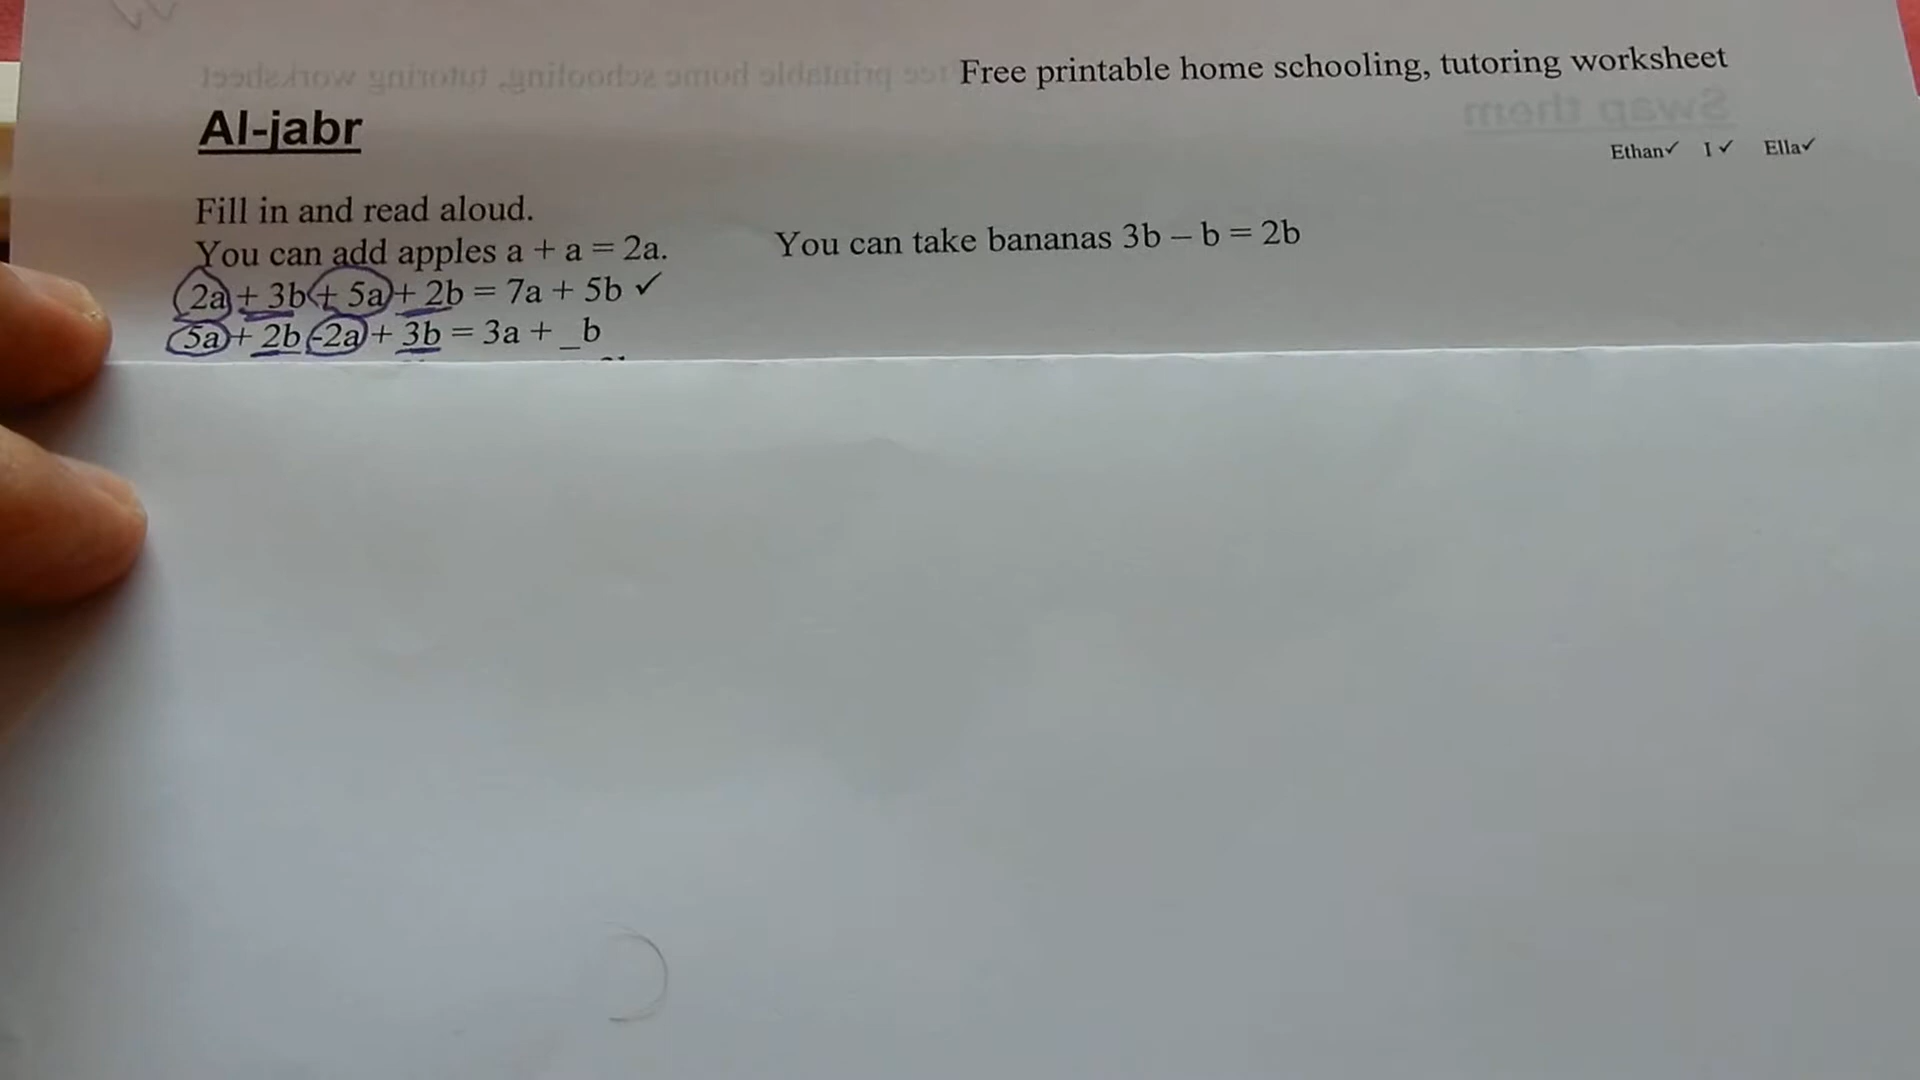 Free printable home schooling, tutoring worksheet
Al-jabr
Swap them
Ethan✓ I ✓ Ella✓
Fill in and read aloud.
You can add apples a + a = 2a. You can take bananas 3b – b = 2b
2a + 3b + 5a + 2b = 7a + 5b ✓
5a + 2b -2a + 3b = 3a + _b